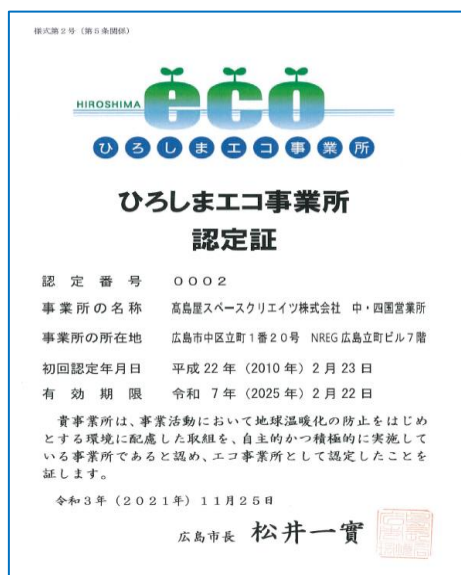 様式第2号(第5条関係)
HIROSHIMA eco
ひろしまエコ事業所
ひろしまエコ事業所
認定証
認定番号 0002
事業所の名称 髙島屋スペースクリエイツ株式会社 中・四国営業所
事業所の所在地 広島市中区立町1番20号 NREG広島立町ビル7階
初回認定年月日 平成22年(2010年)2月23日
有効期限 令和7年(2025年)2月22日
貴事業所は、事業活動において地球温暖化の防止をはじめ
とする環境に配慮した取組を、自主的かつ積極的に実施して
いる事業所であると認め、エコ事業所として認定したことを
証します。
令和3年(2021年)11月25日
広島市長 松井一實